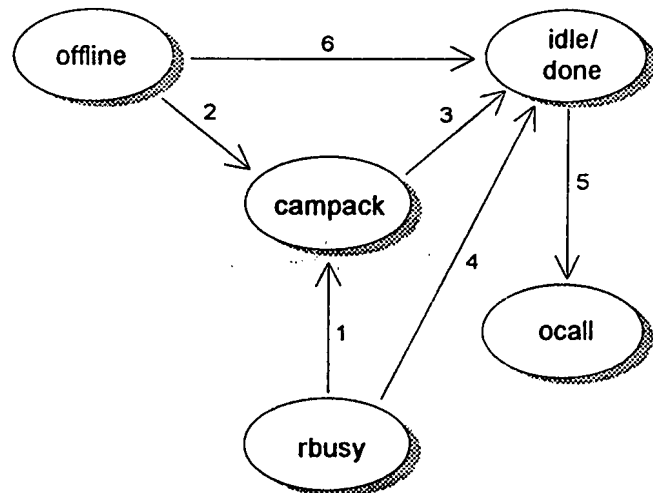 offline
6
idle/
done
2
3
campack
5
4
ocall
1
rbusy